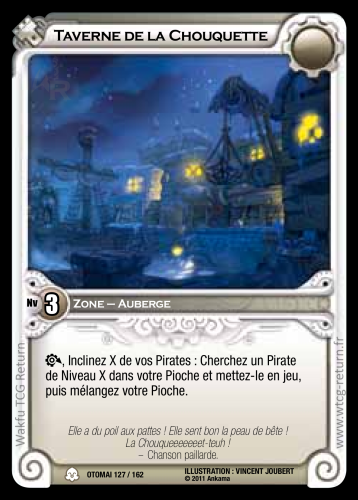 Taverne de la Chouquette
Nv 3 Zone – Auberge
, Inclinez X de vos Pirates : Cherchez un Pirate
de Niveau X dans votre Pioche et mettez-le en jeu,
puis mélangez votre Pioche.
Elle a du poil aux pattes ! Elle sent bon la peau de bête !
La Chouqueeeeeeet-teuh !
– Chanson paillarde.
OTOMAI 127 / 162
ILLUSTRATION : VINCENT JOUBERT
© 2011 Ankama
Wakfu TCG Return
www.wtcg-return.fr